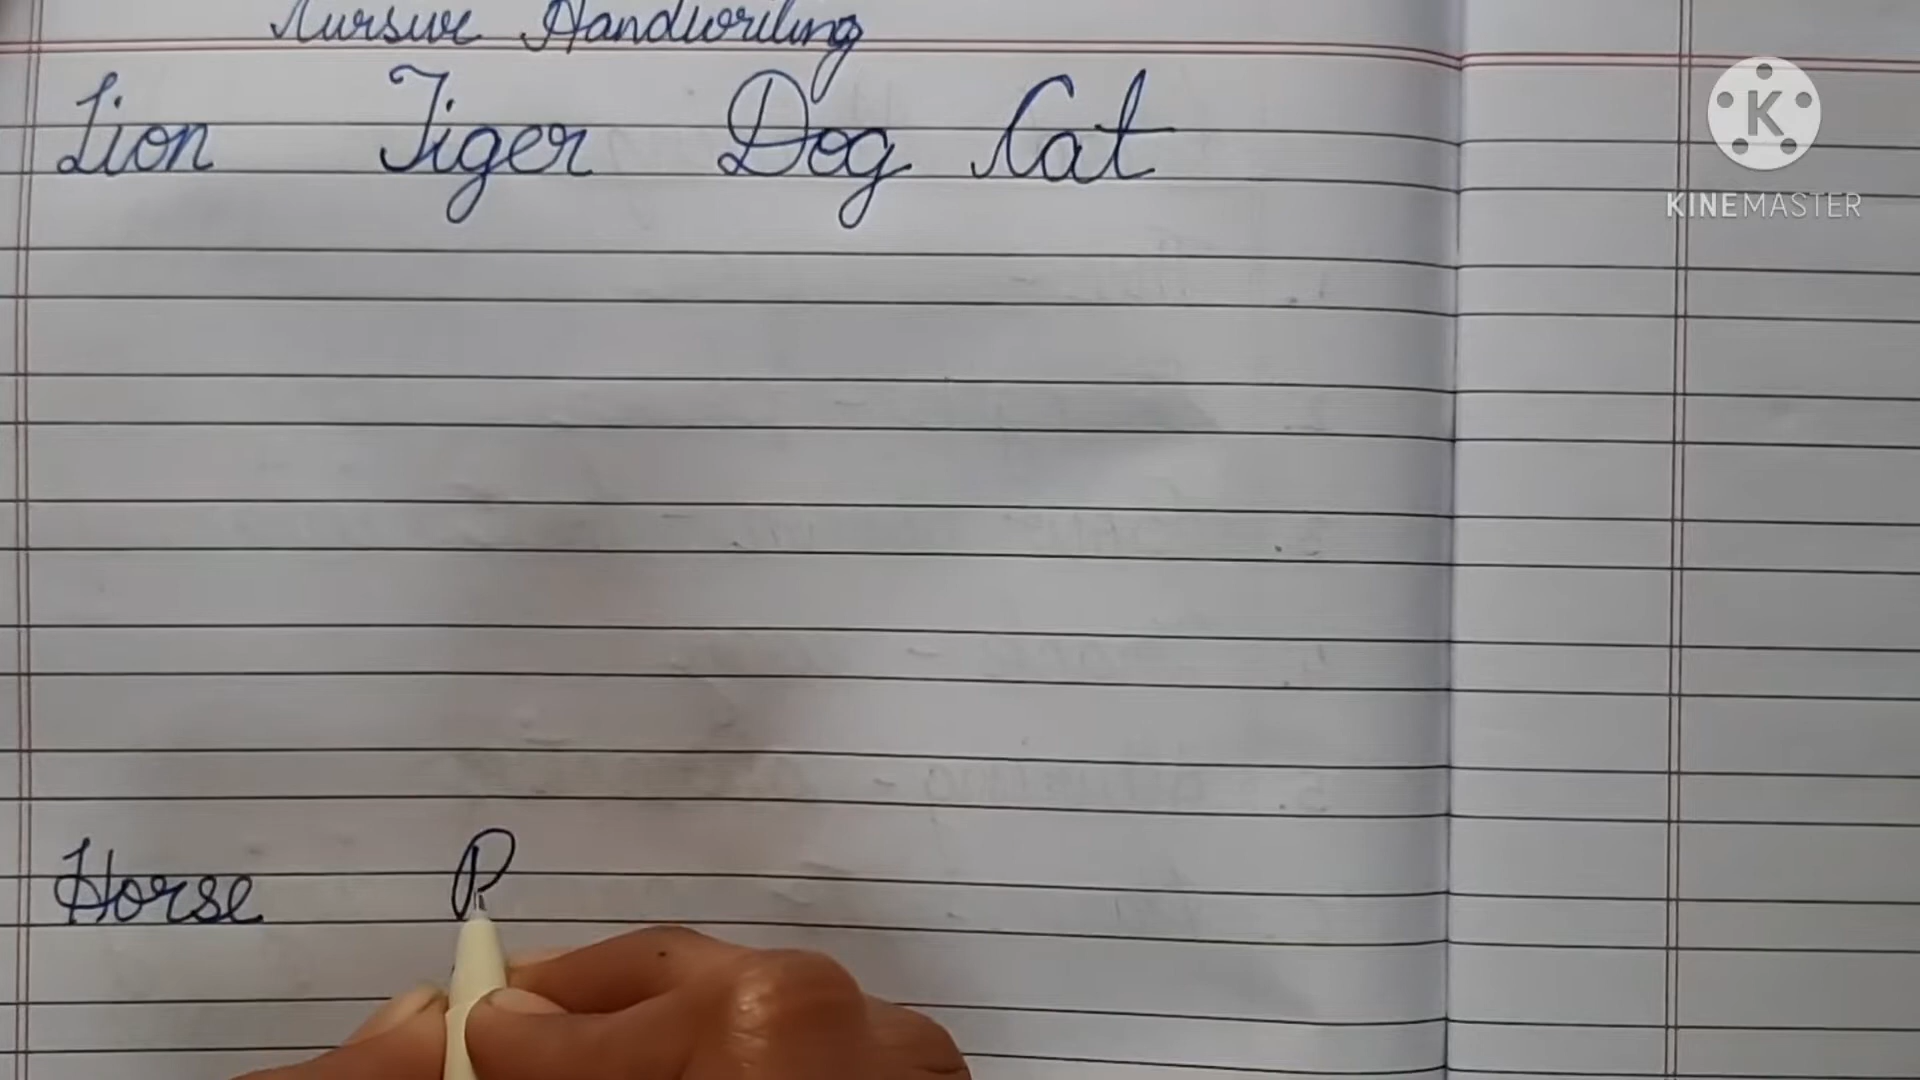 Cursive Handwriting
Lion Tiger Dog Cat
K
KINEMASTER
Horse P